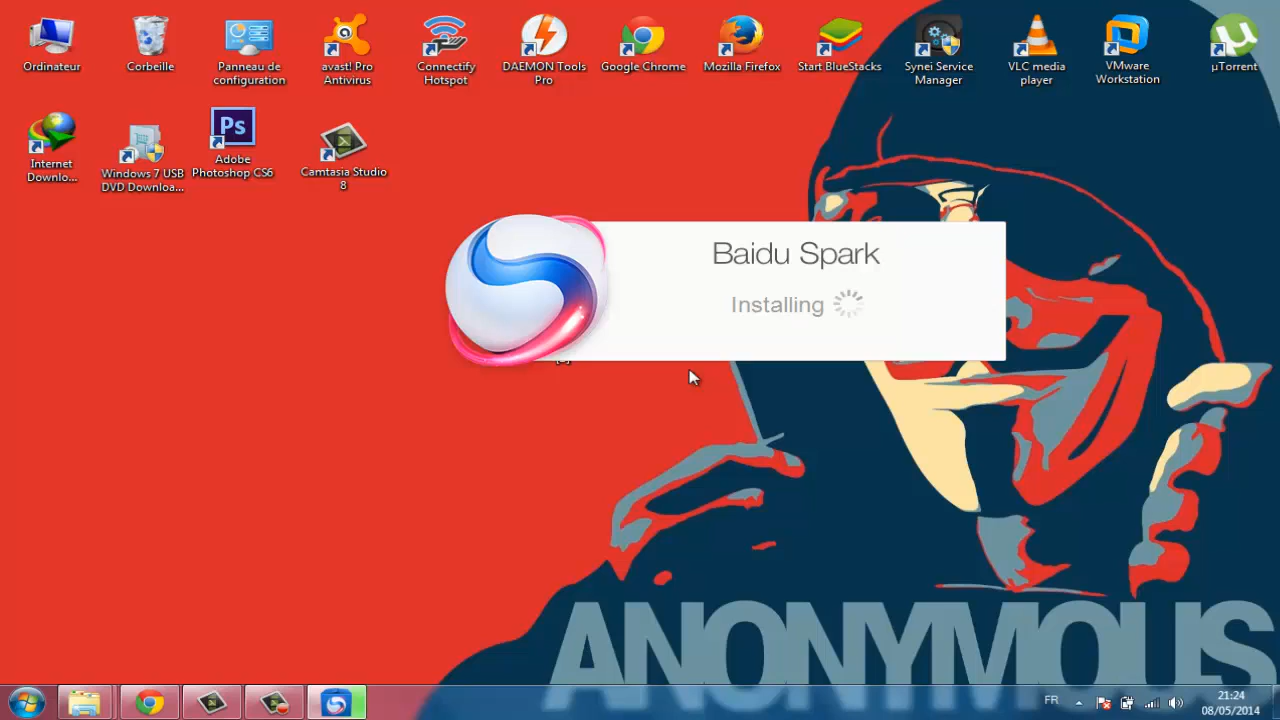 Ordinateur
Corbeille
Panneau de
configuration
avast! Pro
Antivirus
Connectify
Hotspot
DAEMON Tools
Pro
Google Chrome
Mozilla Firefox
Start BlueStacks
Synei Service
Manager
VLC media
player
VMware
Workstation
µTorrent
Internet
Downlo...
Windows 7 USB
DVD Downloa...
Ps
Adobe
Photoshop CS6
Camtasia Studio
8
Baidu Spark
Installing
ANONYMOUS
FR
21:24
08/05/2014